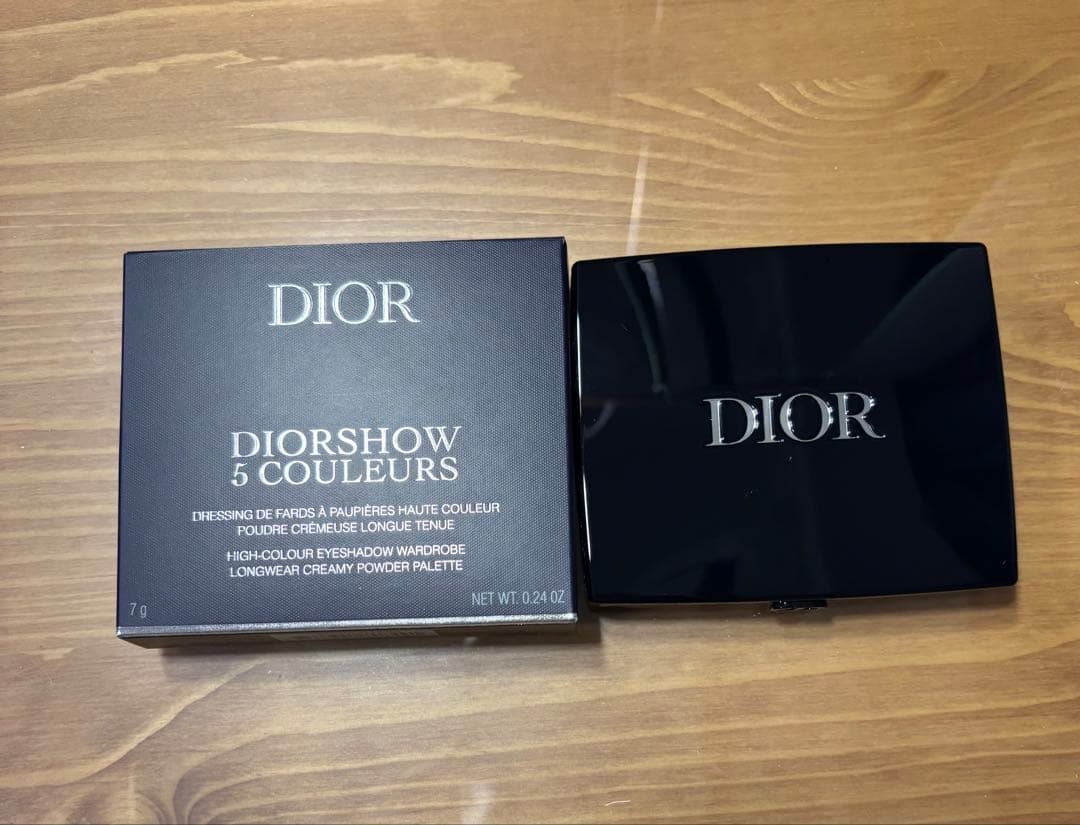 DIOR
DIORSHOW
5 COULEURS
DRESSING DE FARDS À PAUPIÈRES HAUTE COULEUR
POUDRE CRÉMEUSE LONGUE TENUE
HIGH-COLOUR EYESHADOW WARDROBE
LONGWEAR CREAMY POWDER PALETTE
7 g
NET WT. 0.24 OZ
DIOR